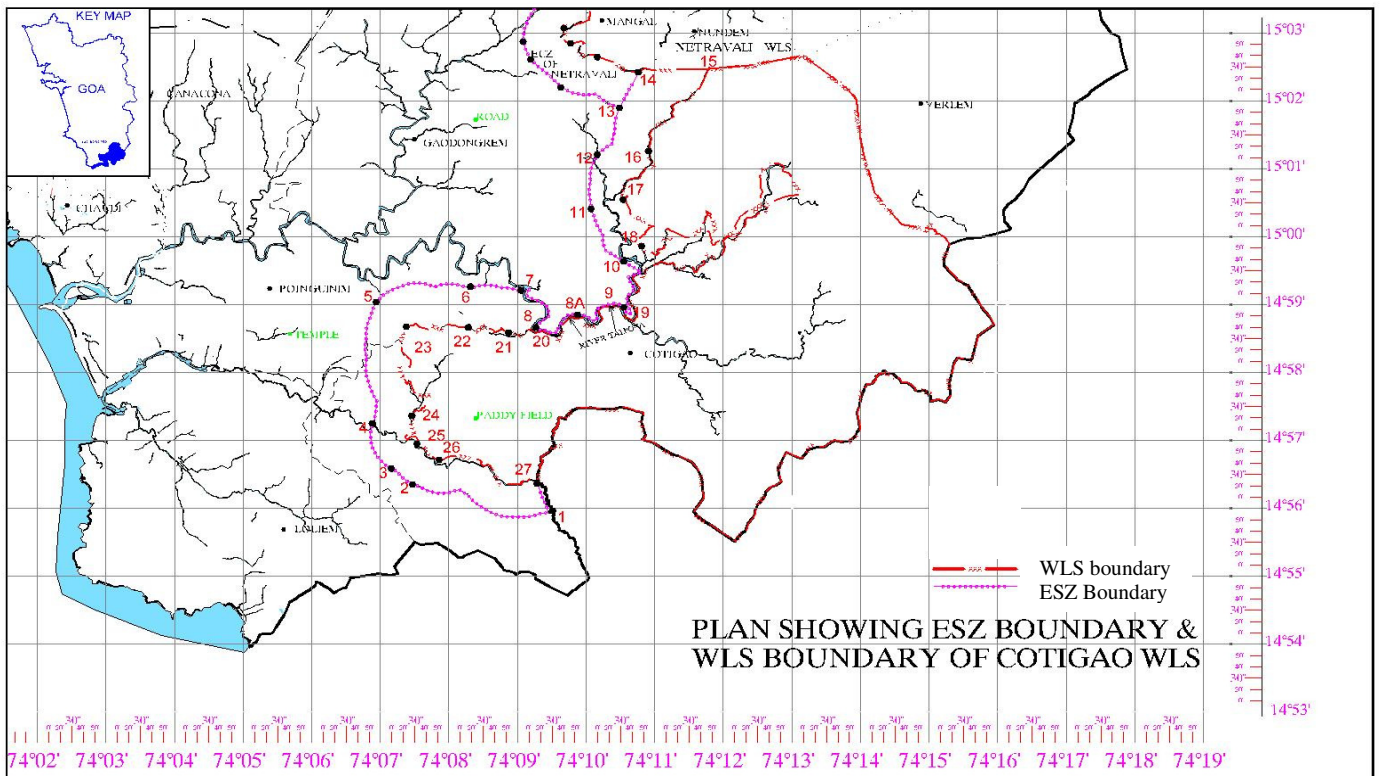 KEY MAP
GOA
MANGAL
NUNDEM
NETRAVALI WLS
ECZ
OF
NETRAVALI
14
15
15°03'
CANACONA
ROAD
13
VERLEM
15°02'
GAODONGREM
12
16
15°01'
17
CHAUDI
11
15°00'
18
10
POINGUINIM
5
6
7
9
8A
8
19
14°59'
TEMPLE
23
22
21
20
RIVER TALPONA
COTIGAO
14°58'
PADDY FIELD
24
4
25
26
14°57'
3
2
27
1
14°56'
LOLIEM
WLS boundary
ESZ Boundary
14°55'
PLAN SHOWING ESZ BOUNDARY &
WLS BOUNDARY OF COTIGAO WLS
14°54'
14°53'
74°02' 74°03' 74°04' 74°05' 74°06' 74°07' 74°08' 74°09' 74°10' 74°11' 74°12' 74°13' 74°14' 74°15' 74°16' 74°17' 74°18' 74°19'